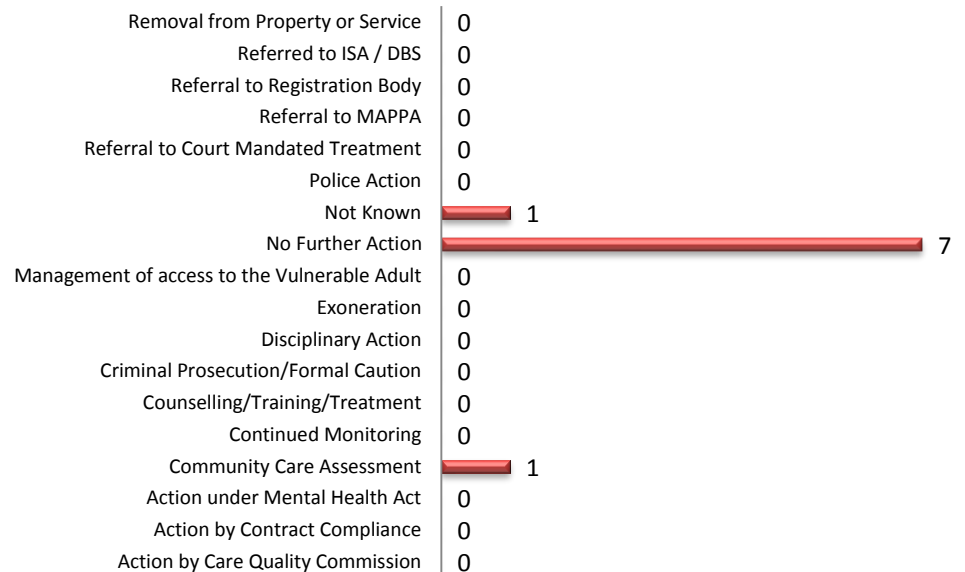 Removal from Property or Service 0
Referred to ISA / DBS 0
Referral to Registration Body 0
Referral to MAPPA 0
Referral to Court Mandated Treatment 0
Police Action 0
Not Known 1
No Further Action 7
Management of access to the Vulnerable Adult 0
Exoneration 0
Disciplinary Action 0
Criminal Prosecution/Formal Caution 0
Counselling/Training/Treatment 0
Continued Monitoring 0
Community Care Assessment 1
Action under Mental Health Act 0
Action by Contract Compliance 0
Action by Care Quality Commission 0